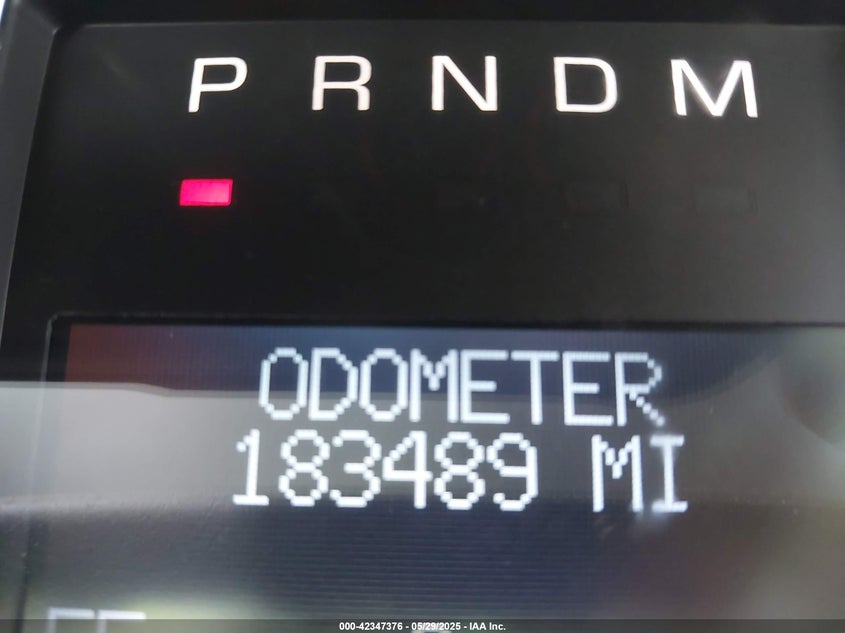 P R N D M
ODOMETER
183489 MI
000-42347376 - 05/29/2025 - IAA Inc.